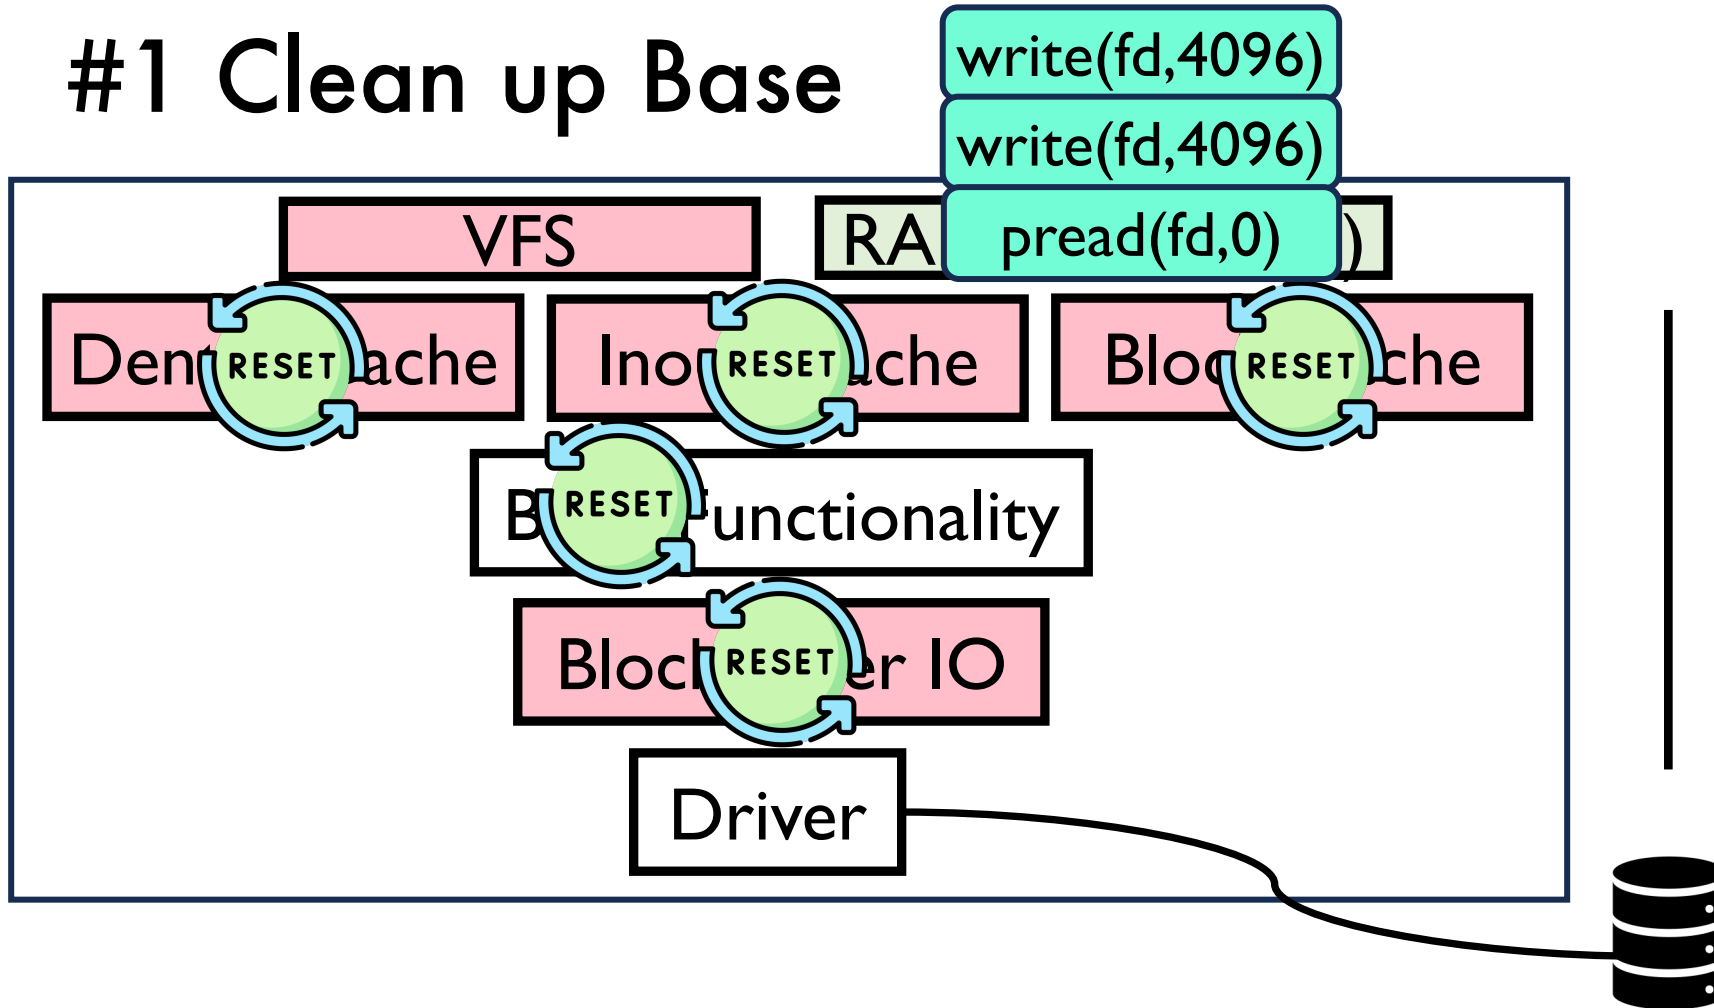 #1 Clean up Base
write(fd,4096)
write(fd,4096)
pread(fd,0)
VFS
RA )
Den RESET ache
Ino RESET ache
Bloc RESET che
B RESET unctionality
Bloc RESET er IO
Driver